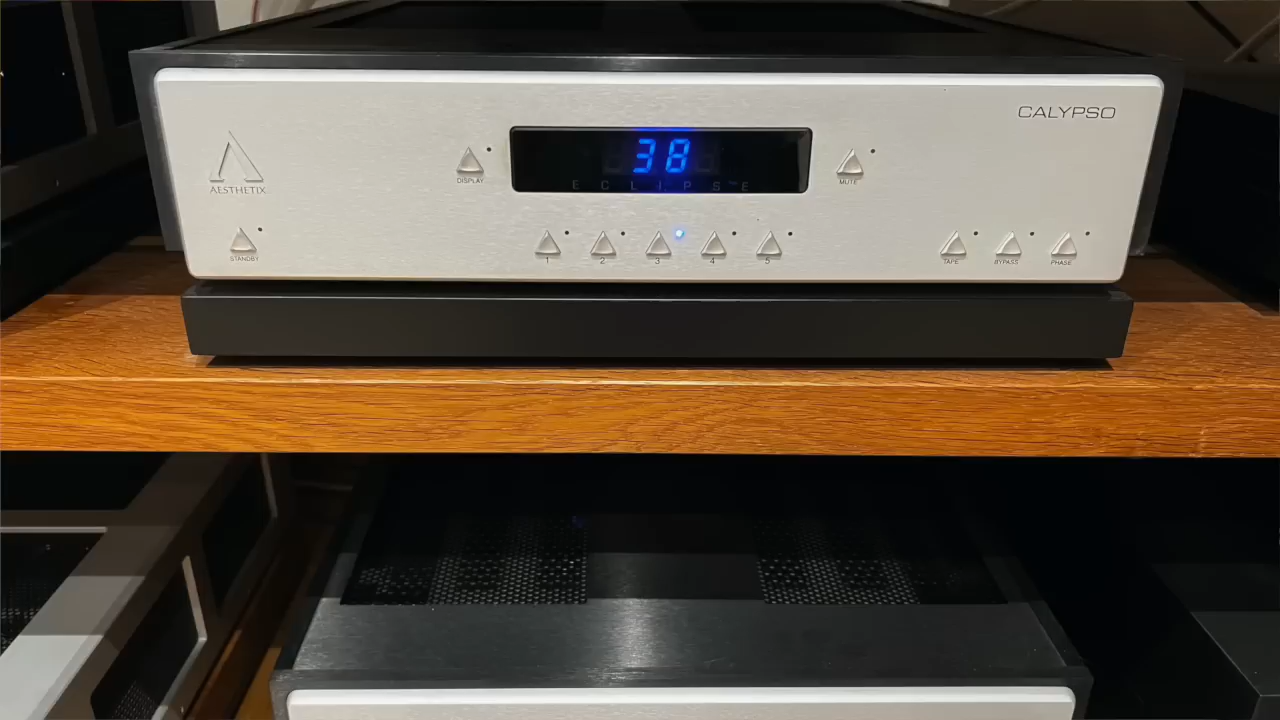 CALYPSO
38
AESTHETIX
DISPLAY
ECLIPSE
MUTE
STANDBY
1
2
3
4
5
TAPE
BYPASS
PHASE